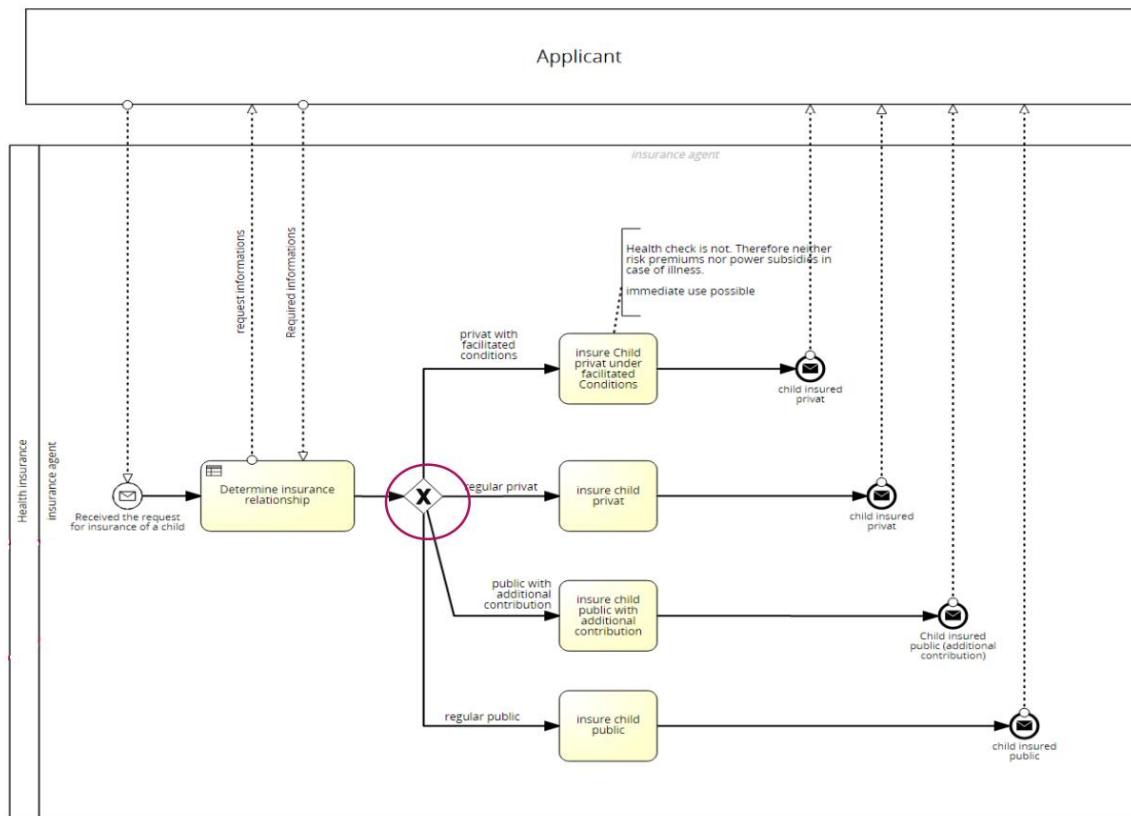 Applicant
insurance agent
Health insurance
insurance agent
request informations
Required informations
Health check is not. Therefore neither
risk premiums nor power subsidies in
case of illness.
immediate use possible
privat with
facilitated
conditions
insure Child
privat under
facilitated
Conditions
child insured
privat
Received the request
for insurance of a child
Determine insurance
relationship
X
regular privat
insure child
privat
child insured
privat
public with
additional
contribution
insure child
public with
additional
contribution
Child insured
public (additional
contribution)
regular public
insure child
public
child insured
public